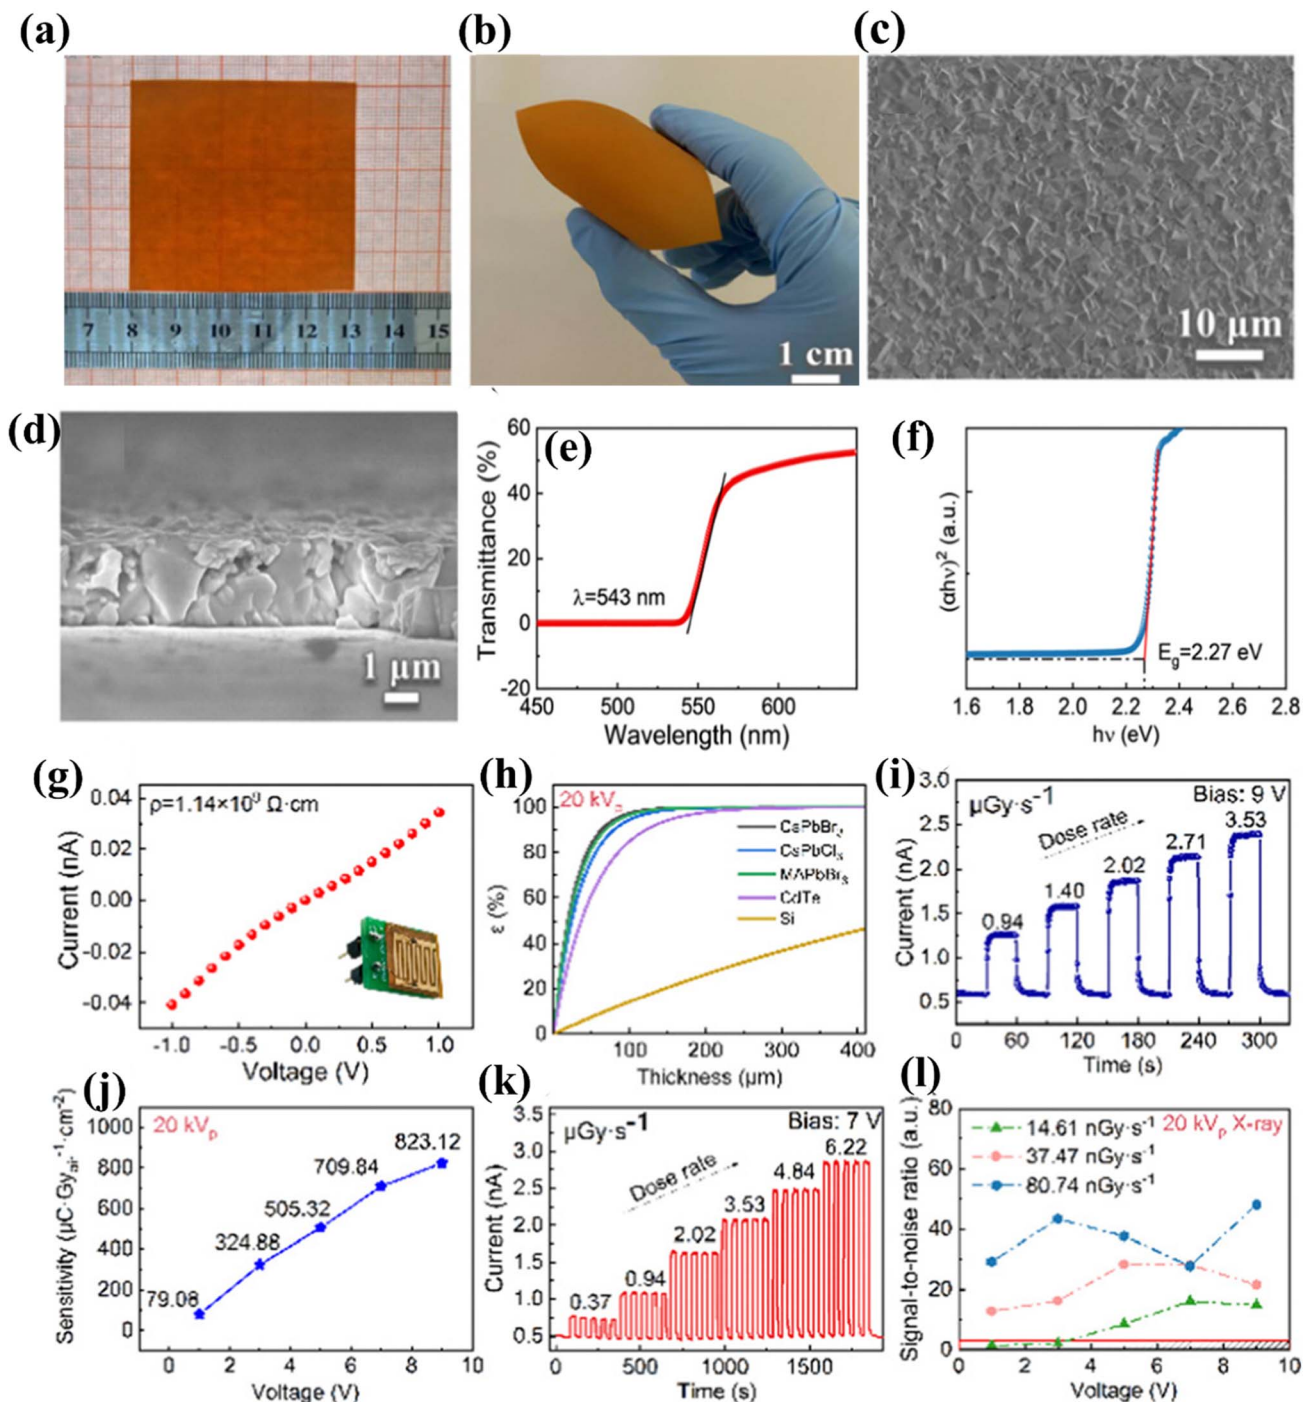 (a)
7 8 9 10 11 12 13 14 15
(b)
1 cm
(c)
10 μm
(d)
1 μm
(e)
Transmittance (%)
60
40
20
0
-20
λ=543 nm
450 500 550 600
Wavelength (nm)
(f)
(αhν)² (a.u.)
E_g=2.27 eV
1.6 1.8 2.0 2.2 2.4 2.6 2.8
hν (eV)
(g)
Current (nA)
0.04
0.02
0.00
-0.02
-0.04
ρ=1.14×10⁹ Ω·cm
-1.0 -0.5 0.0 0.5 1.0
Voltage (V)
(h)
20 kVₚ
ε (%)
100
80
60
40
20
0
CsPbBr₃
CsPbCl₃
MAPbBr₃
CdTe
Si
100 200 300 400
Thickness (μm)
(i)
Current (nA)
3.0
2.5
2.0
1.5
1.0
0.5
μGy·s⁻¹
Bias: 9 V
Dose rate
0.94
1.40
2.02
2.71
3.53
0 60 120 180 240 300
Time (s)
(j)
Sensitivity (μC·Gy_air⁻¹·cm⁻²)
1000
800
600
400
200
0
20 kVₚ
79.08
324.88
505.32
709.84
823.12
0 2 4 6 8 10
Voltage (V)
(k)
Current (nA)
3.5
3.0
2.5
2.0
1.5
1.0
0.5
μGy·s⁻¹
Bias: 7 V
Dose rate
0.37
0.94
2.02
3.53
4.84
6.22
0 500 1000 1500
Time (s)
(l)
Signal-to-noise ratio (a.u.)
80
60
40
20
0
14.61 nGy·s⁻¹
37.47 nGy·s⁻¹
80.74 nGy·s⁻¹
20 kVₚ X-ray
0 2 4 6 8 10
Voltage (V)